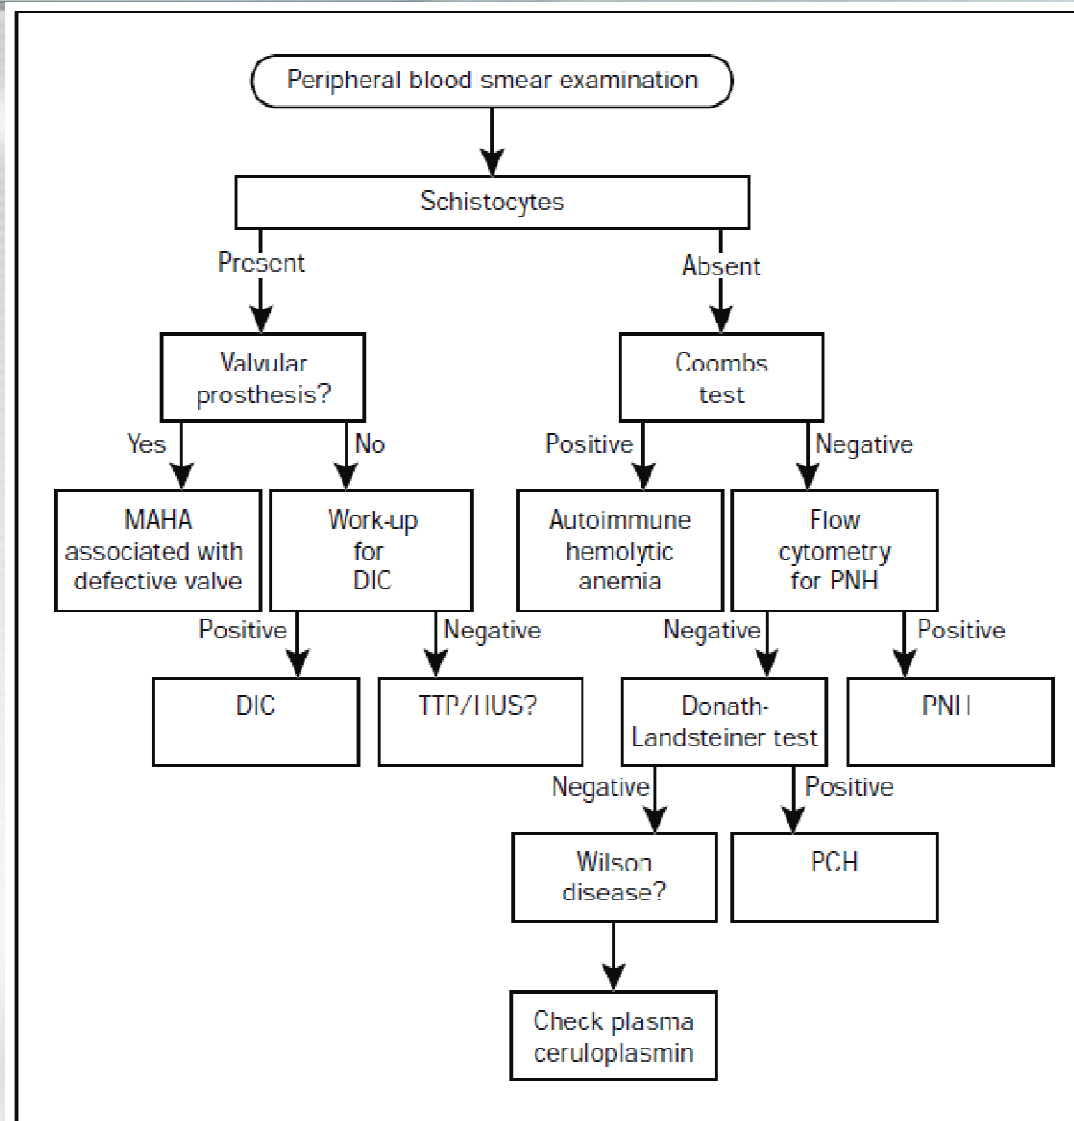 Peripheral blood smear examination
Schistocytes
Present
Absent
Valvular
prosthesis?
Coombs
test
Yes
No
Positive
Negative
MAHA
associated with
defective valve
Work-up
for
DIC
Autoimmune
hemolytic
anemia
Flow
cytometry
for PNH
Positive
Negative
Negative
Positive
DIC
TTP/HUS?
Donath-
Landsteiner test
PNH
Negative
Positive
Wilson
disease?
PCH
Check plasma
ceruloplasmin